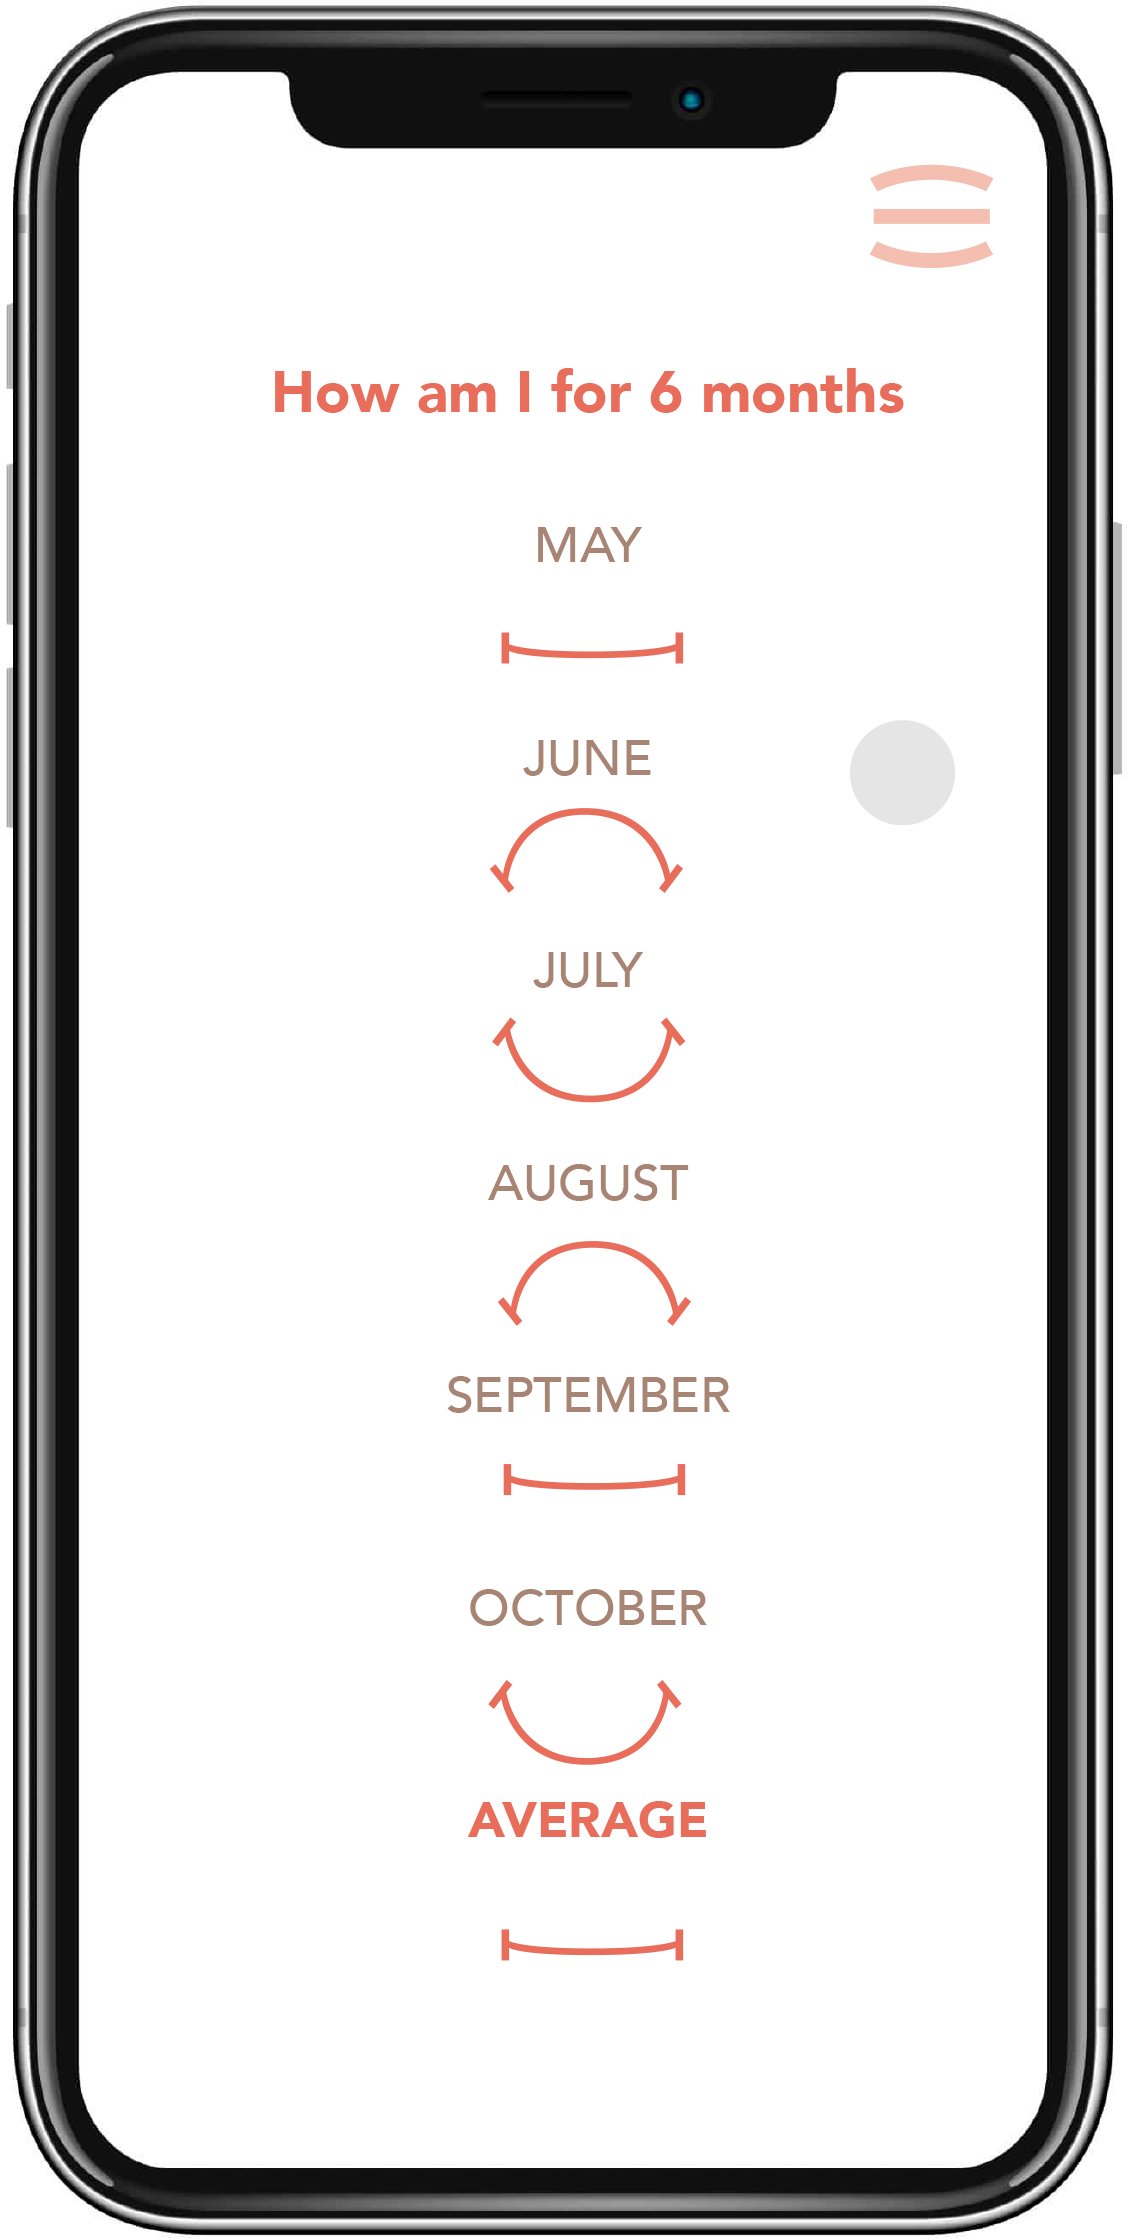 How am I for 6 months
MAY
JUNE
JULY
AUGUST
SEPTEMBER
OCTOBER
AVERAGE